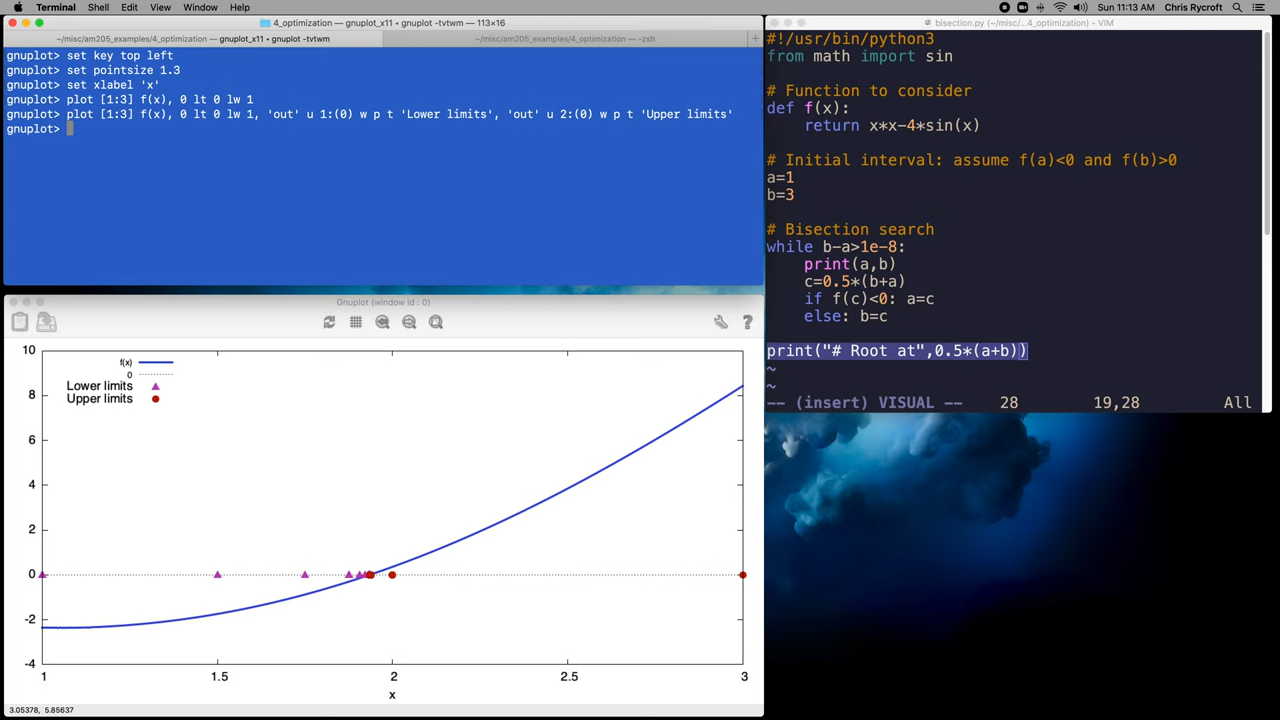 Terminal Shell Edit View Window Help Sun 11:13 AM Chris Rycroft
4_optimization — gnuplot_x11 • gnuplot -tvtwm — 113×16
~/misc/am205_examples/4_optimization — gnuplot_x11 • gnuplot -tvtwm
~/misc/am205_examples/4_optimization — -zsh
gnuplot> set key top left
gnuplot> set pointsize 1.3
gnuplot> set xlabel 'x'
gnuplot> plot [1:3] f(x), 0 lt 0 lw 1
gnuplot> plot [1:3] f(x), 0 lt 0 lw 1, 'out' u 1:(0) w p t 'Lower limits', 'out' u 2:(0) w p t 'Upper limits'
gnuplot>
bisection.py (~/misc/...4_optimization) - VIM
#!/usr/bin/python3
from math import sin
# Function to consider
def f(x):
return x*x-4*sin(x)
# Initial interval: assume f(a)<0 and f(b)>0
a=1
b=3
# Bisection search
while b-a>1e-8:
print(a,b)
c=0.5*(b+a)
if f(c)<0: a=c
else: b=c
print("# Root at",0.5*(a+b))
~
~
-- (insert) VISUAL -- 28 19,28 All
Gnuplot (window id : 0)
?
f(x)
0
Lower limits
Upper limits
10
8
6
4
2
0
-2
-4
1 1.5 2 2.5 3
x
3.05378, 5.85637